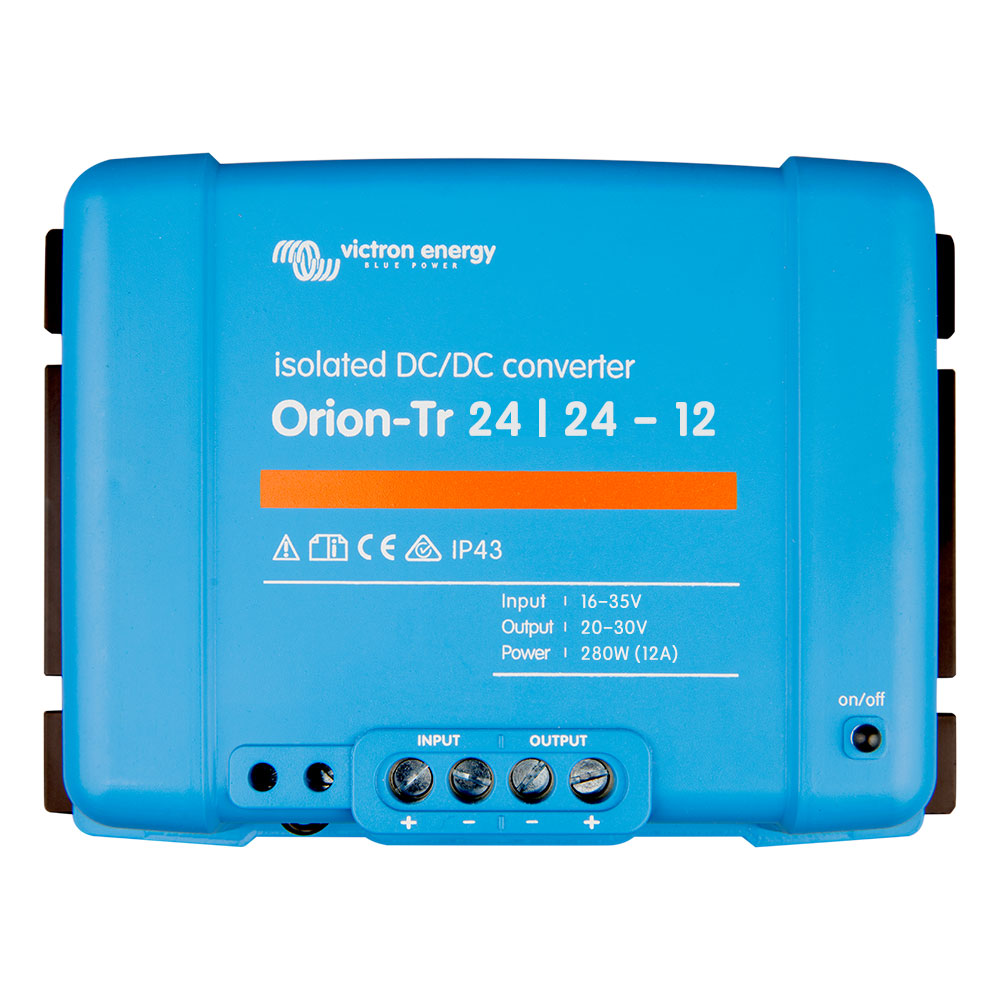 victron energy
BLUE POWER
isolated DC/DC converter
Orion-Tr 24 | 24 – 12
CE IP43
Input | 16–35V
Output | 20–30V
Power | 280W (12A)
on/off
INPUT | OUTPUT
+ – | – +